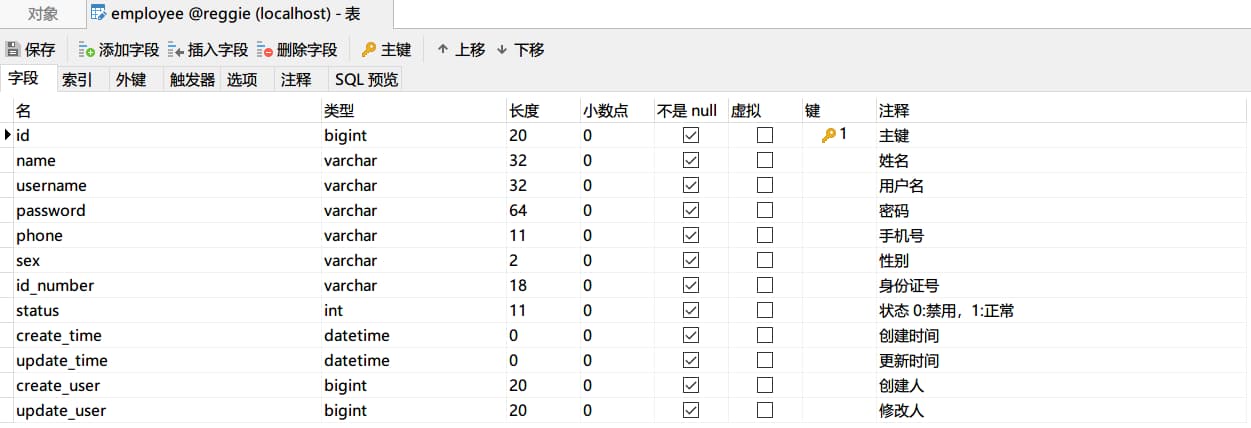 对象 employee @reggie (localhost) - 表
保存 添加字段 插入字段 删除字段 主键 上移 下移
字段 索引 外键 触发器 选项 注释 SQL 预览
名 类型 长度 小数点 不是 null 虚拟 键 注释
id bigint 20 0 1 主键
name varchar 32 0 姓名
username varchar 32 0 用户名
password varchar 64 0 密码
phone varchar 11 0 手机号
sex varchar 2 0 性别
id_number varchar 18 0 身份证号
status int 11 0 状态 0:禁用，1:正常
create_time datetime 0 0 创建时间
update_time datetime 0 0 更新时间
create_user bigint 20 0 创建人
update_user bigint 20 0 修改人